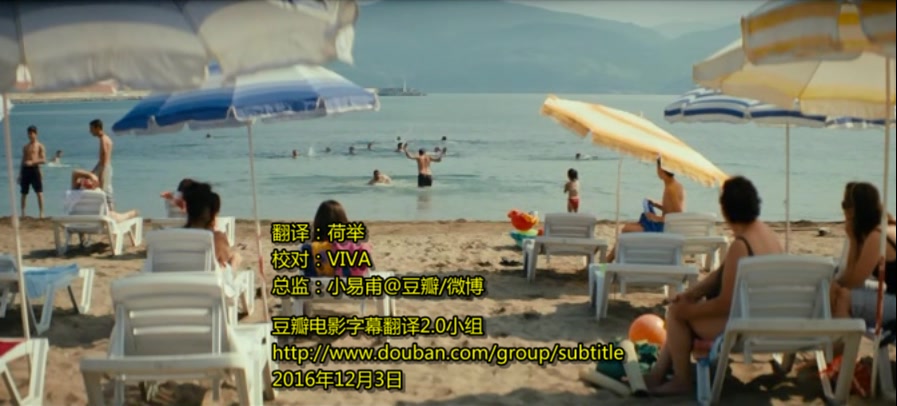 翻译：荷举
校对：VIVA
总监：小易甫@豆瓣/微博
豆瓣电影字幕翻译2.0小组
http://www.douban.com/group/subtitle
2016年12月3日